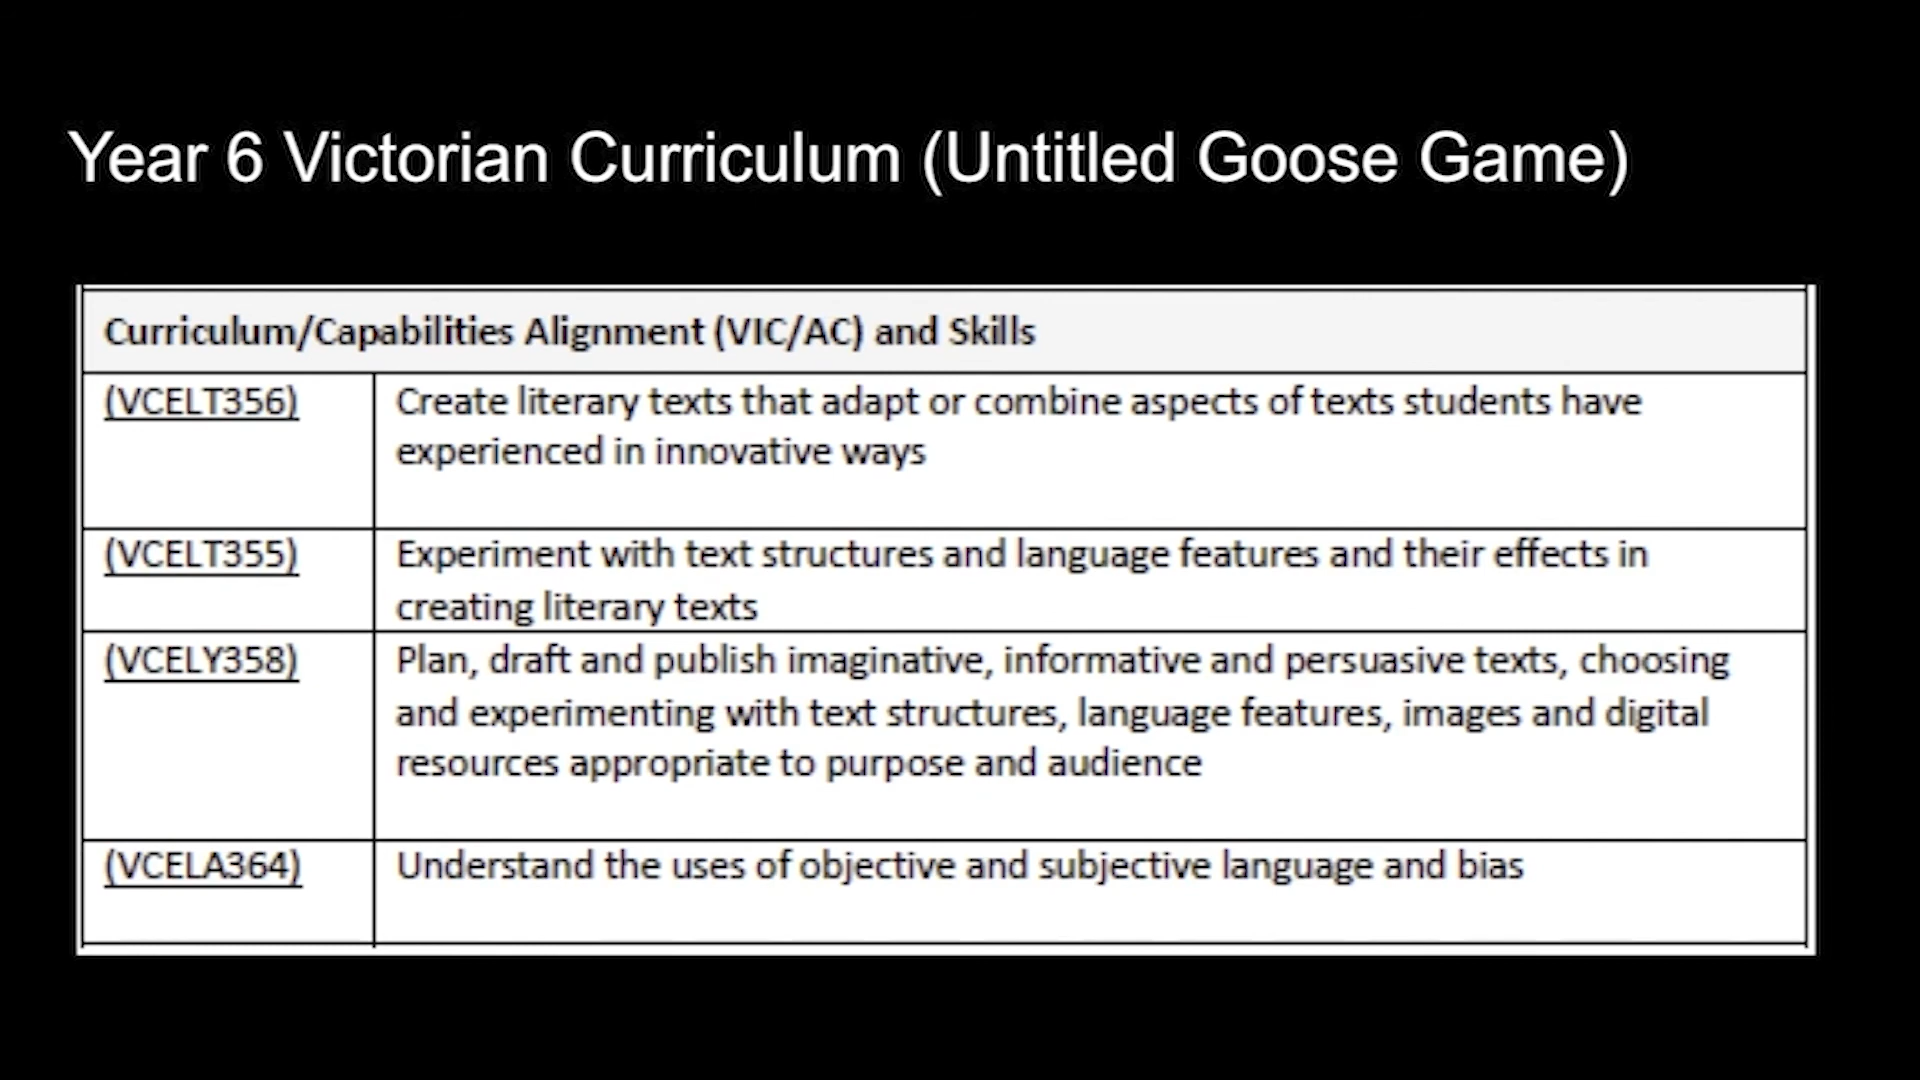 Year 6 Victorian Curriculum (Untitled Goose Game)
Curriculum/Capabilities Alignment (VIC/AC) and Skills
(VCELT356)
Create literary texts that adapt or combine aspects of texts students have
experienced in innovative ways
(VCELT355)
Experiment with text structures and language features and their effects in
creating literary texts
(VCELY358)
Plan, draft and publish imaginative, informative and persuasive texts, choosing
and experimenting with text structures, language features, images and digital
resources appropriate to purpose and audience
(VCELA364)
Understand the uses of objective and subjective language and bias